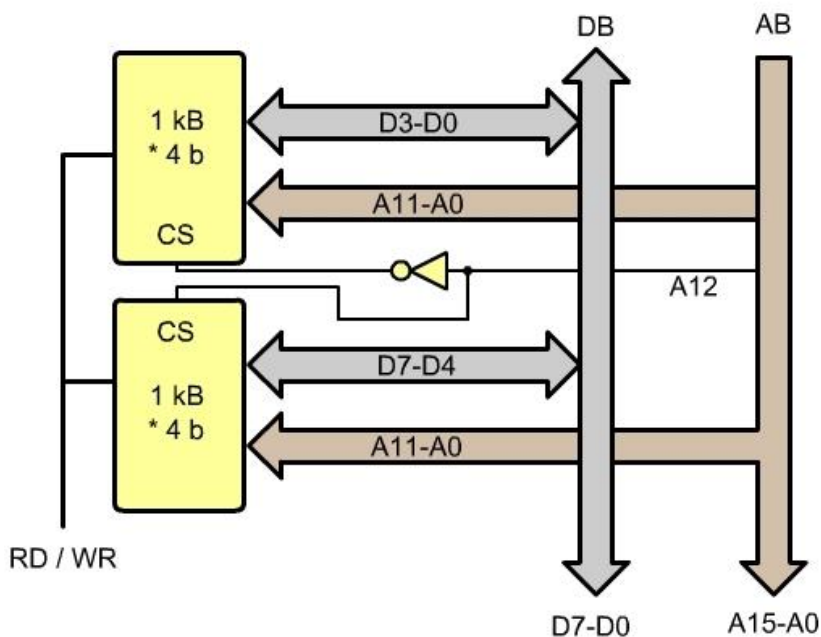 DB
AB
1 kB
* 4 b
D3-D0
A11-A0
CS
A12
CS
D7-D4
1 kB
* 4 b
A11-A0
RD / WR
D7-D0
A15-A0